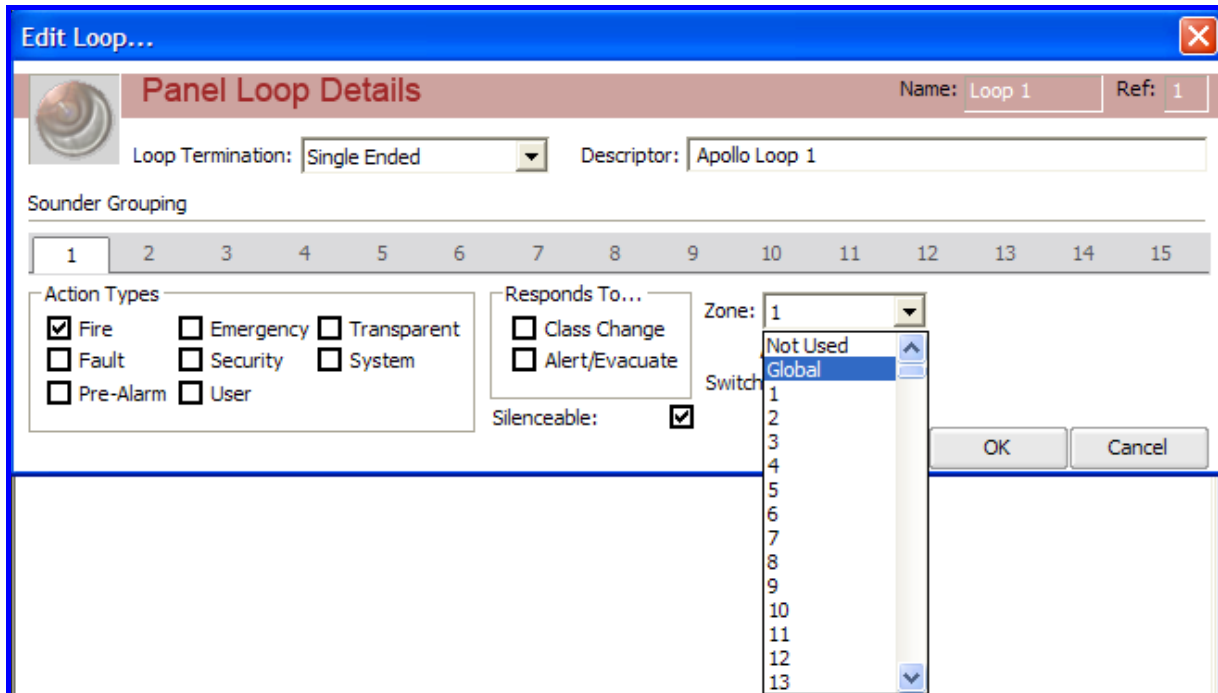 Edit Loop...
Panel Loop Details Name: Loop 1 Ref: 1
Loop Termination: Single Ended Descriptor: Apollo Loop 1
Sounder Grouping
1 2 3 4 5 6 7 8 9 10 11 12 13 14 15
Action Types
Fire Emergency Transparent
Fault Security System
Pre-Alarm User
Responds To...
Class Change
Alert/Evacuate
Silenceable:
Zone: 1
Switch
Not Used
Global
1
2
3
4
5
6
7
8
9
10
11
12
13
OK Cancel